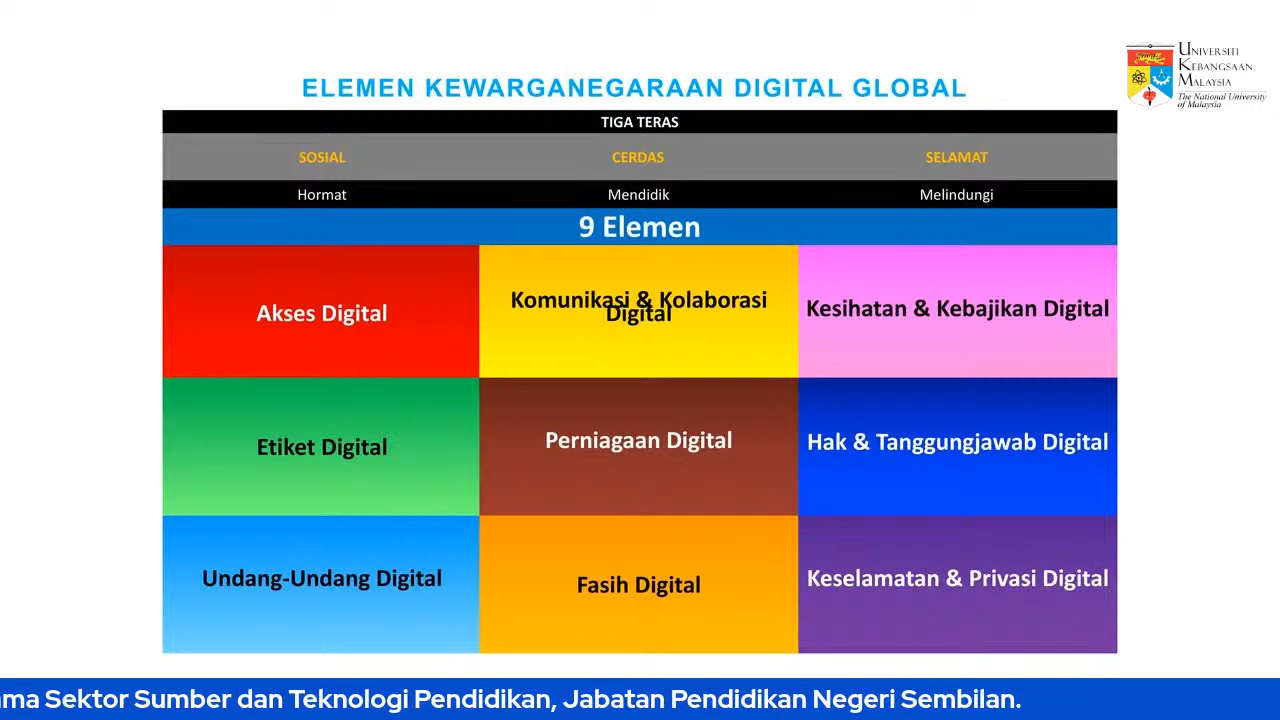 UNIVERSITI
KEBANGSAAN
MALAYSIA
The National University
of Malaysia
ELEMEN KEWARGANEGARAAN DIGITAL GLOBAL
TIGA TERAS
SOSIAL CERDAS SELAMAT
Hormat Mendidik Melindungi
9 Elemen
Akses Digital
Komunikasi & Kolaborasi
Digital
Kesihatan & Kebajikan Digital
Etiket Digital
Perniagaan Digital
Hak & Tanggungjawab Digital
Undang-Undang Digital
Fasih Digital
Keselamatan & Privasi Digital
Sektor Sumber dan Teknologi Pendidikan, Jabatan Pendidikan Negeri Sembilan.